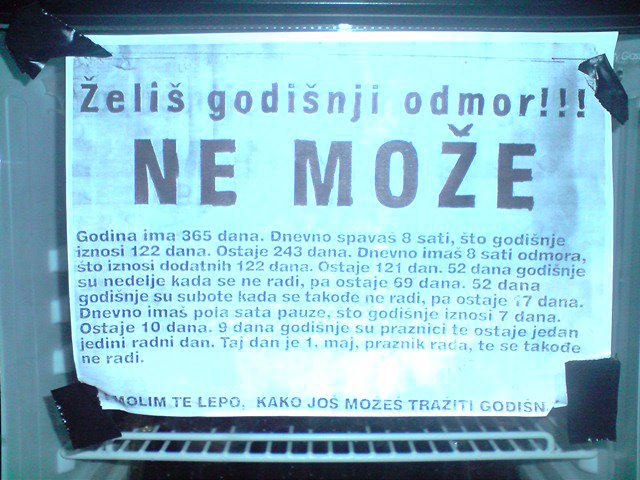 Želiš godišnji odmor!!!
NE MOŽE
Godina ima 365 dana. Dnevno spavaš 8 sati, što godišnje
iznosi 122 dana. Ostaje 243 dana. Dnevno imaš 8 sati odmora,
što iznosi dodatnih 122 dana. Ostaje 121 dan. 52 dana godišnje
su nedelje kada se ne radi, pa ostaje 69 dana. 52 dana
godišnje su subote kada se takođe ne radi, pa ostaje 17 dana.
Dnevno imaš pola sata pauze, što godišnje iznosi 7 dana.
Ostaje 10 dana. 9 dana godišnje su praznici te ostaje jedan
jedini radni dan. Taj dan je 1. maj, praznik rada, te se takođe
ne radi.
MOLIM TE LEPO, KAKO JOŠ MOŽEŠ TRAŽITI GODIŠN